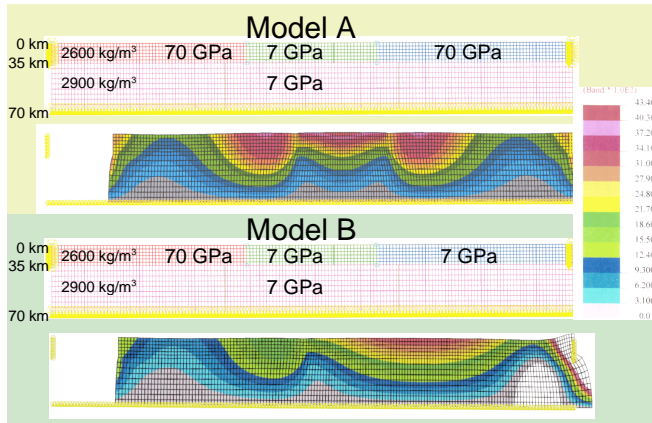 Model A
0 km 2600 kg/m³ 70 GPa 7 GPa 70 GPa
35 km
2900 kg/m³ 7 GPa
70 km
43.40
40.30
37.20
34.10
31.00
27.90
24.80
21.70
18.60
15.50
12.40
9.300
6.200
3.100
0.0
Model B
0 km 2600 kg/m³ 70 GPa 7 GPa 7 GPa
35 km
2900 kg/m³ 7 GPa
70 km